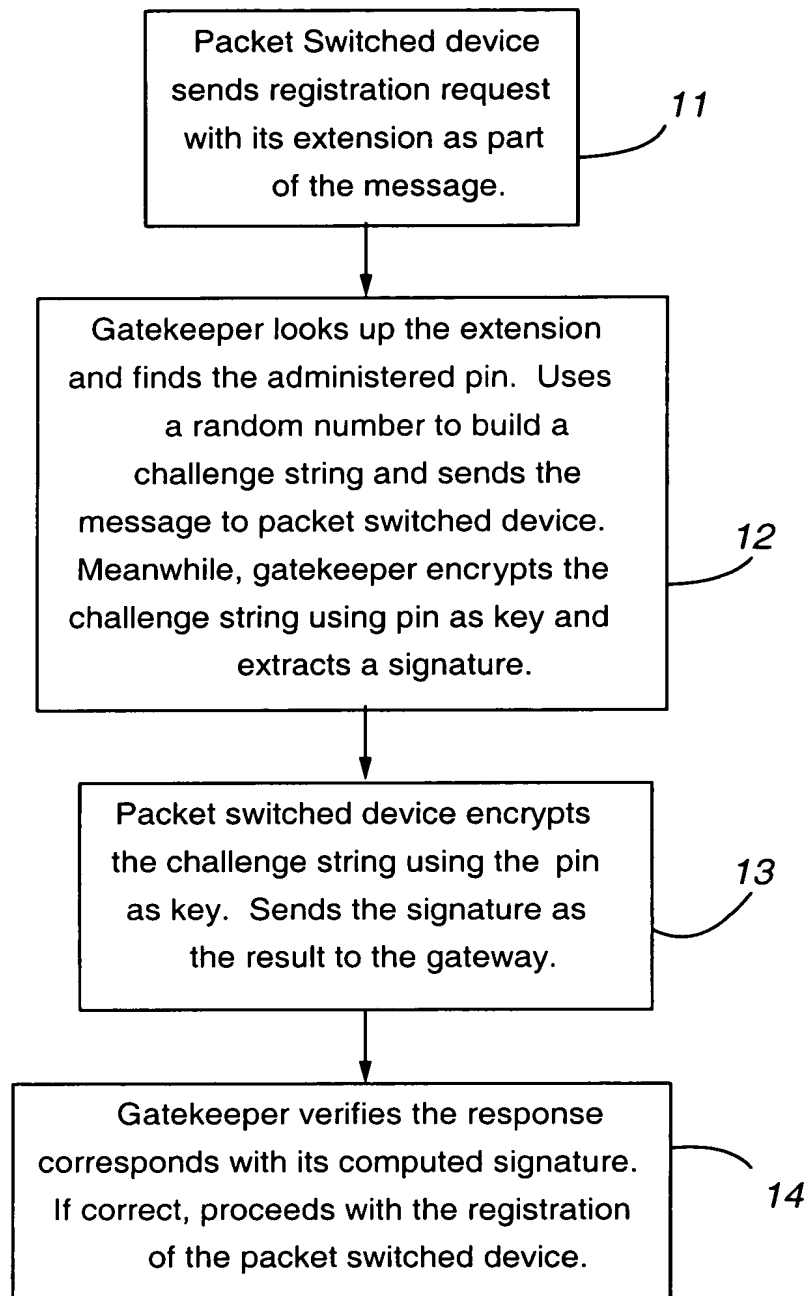 Packet Switched device
sends registration request
with its extension as part
of the message.
11
Gatekeeper looks up the extension
and finds the administered pin. Uses
a random number to build a
challenge string and sends the
message to packet switched device.
Meanwhile, gatekeeper encrypts the
challenge string using pin as key and
extracts a signature.
12
Packet switched device encrypts
the challenge string using the pin
as key. Sends the signature as
the result to the gateway.
13
Gatekeeper verifies the response
corresponds with its computed signature.
If correct, proceeds with the registration
of the packet switched device.
14